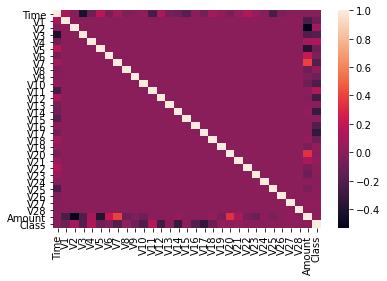 Time
V1
V2
V3
V4
V5
V6
V7
V8
V9
V10
V11
V12
V13
V14
V15
V16
V17
V18
V19
V20
V21
V22
V23
V24
V25
V26
V27
V28
Amount
Class
Time
V1
V2
V3
V4
V5
V6
V7
V8
V9
V10
V11
V12
V13
V14
V15
V16
V17
V18
V19
V20
V21
V22
V23
V24
V25
V26
V27
V28
Amount
Class
1.0
0.8
0.6
0.4
0.2
0.0
−0.2
−0.4